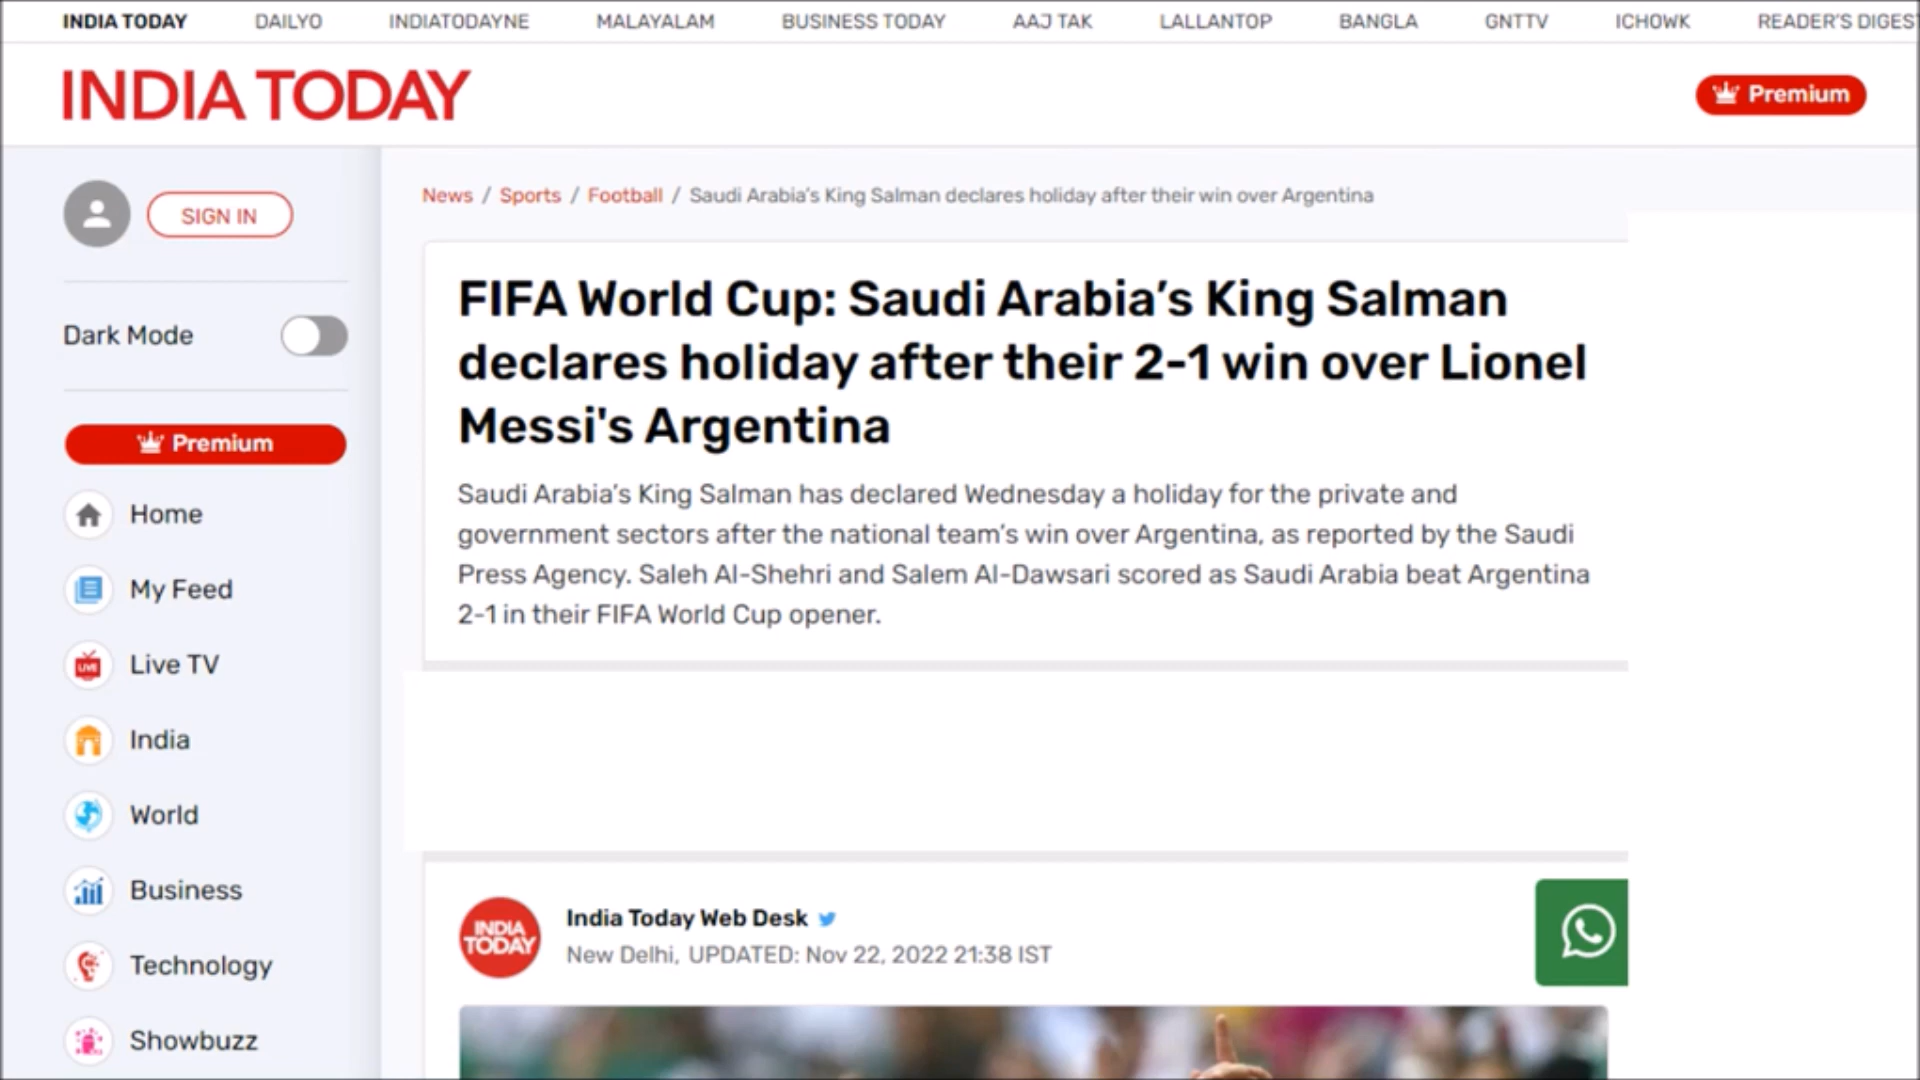 INDIA TODAY DAILYO INDIATODAYNE MALAYALAM BUSINESS TODAY AAJ TAK LALLANTOP BANGLA GNTTV ICHOWK READER'S DIGEST
INDIA TODAY
Premium
SIGN IN
Dark Mode
Premium
Home
My Feed
LIVE
Live TV
India
World
Business
Technology
Showbuzz
News / Sports / Football / Saudi Arabia's King Salman declares holiday after their win over Argentina
FIFA World Cup: Saudi Arabia’s King Salman
declares holiday after their 2-1 win over Lionel
Messi's Argentina
Saudi Arabia’s King Salman has declared Wednesday a holiday for the private and
government sectors after the national team’s win over Argentina, as reported by the Saudi
Press Agency. Saleh Al-Shehri and Salem Al-Dawsari scored as Saudi Arabia beat Argentina
2-1 in their FIFA World Cup opener.
INDIA
TODAY
India Today Web Desk
New Delhi, UPDATED: Nov 22, 2022 21:38 IST